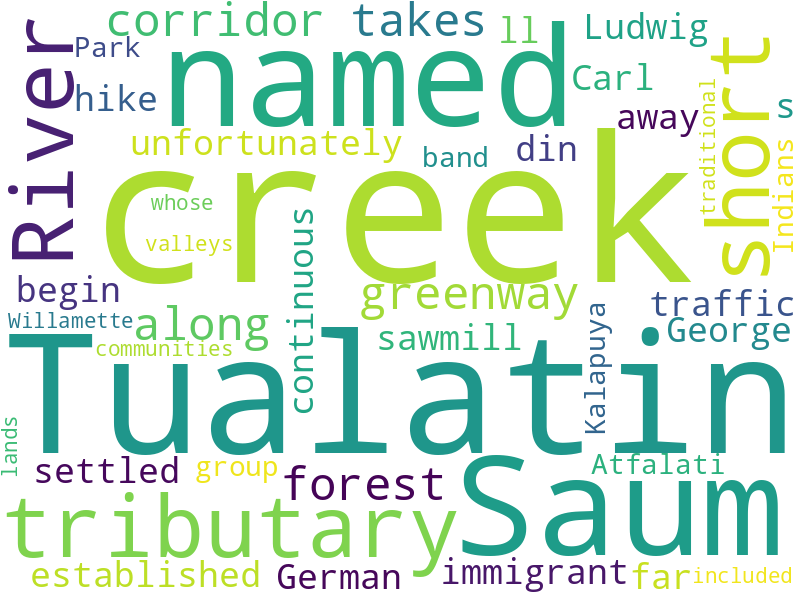 corridor
takes
ll
Ludwig
Park
named
Carl
hike
River
short
traditional
s
away
unfortunately
din
band
Indians
creek
whose
valleys
continuous
begin
greenway
traffic
Willamette
along
sawmill
Kalapuya
George
communities
Tualatin
lands
settled
group
forest
Atfalati
Saum
tributary
established
German
immigrant
far
included